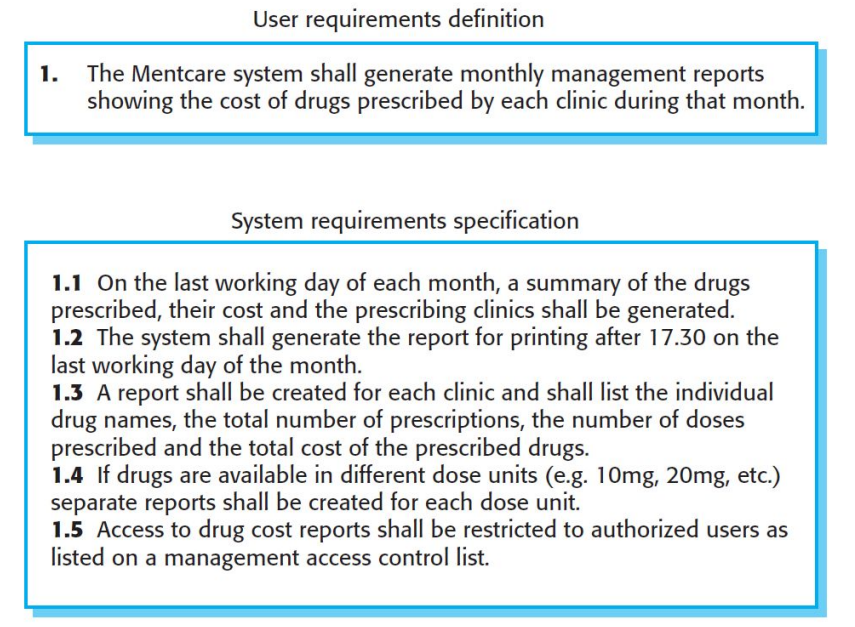 User requirements definition
1. The Mentcare system shall generate monthly management reports
showing the cost of drugs prescribed by each clinic during that month.
System requirements specification
1.1 On the last working day of each month, a summary of the drugs
prescribed, their cost and the prescribing clinics shall be generated.
1.2 The system shall generate the report for printing after 17.30 on the
last working day of the month.
1.3 A report shall be created for each clinic and shall list the individual
drug names, the total number of prescriptions, the number of doses
prescribed and the total cost of the prescribed drugs.
1.4 If drugs are available in different dose units (e.g. 10mg, 20mg, etc.)
separate reports shall be created for each dose unit.
1.5 Access to drug cost reports shall be restricted to authorized users as
listed on a management access control list.